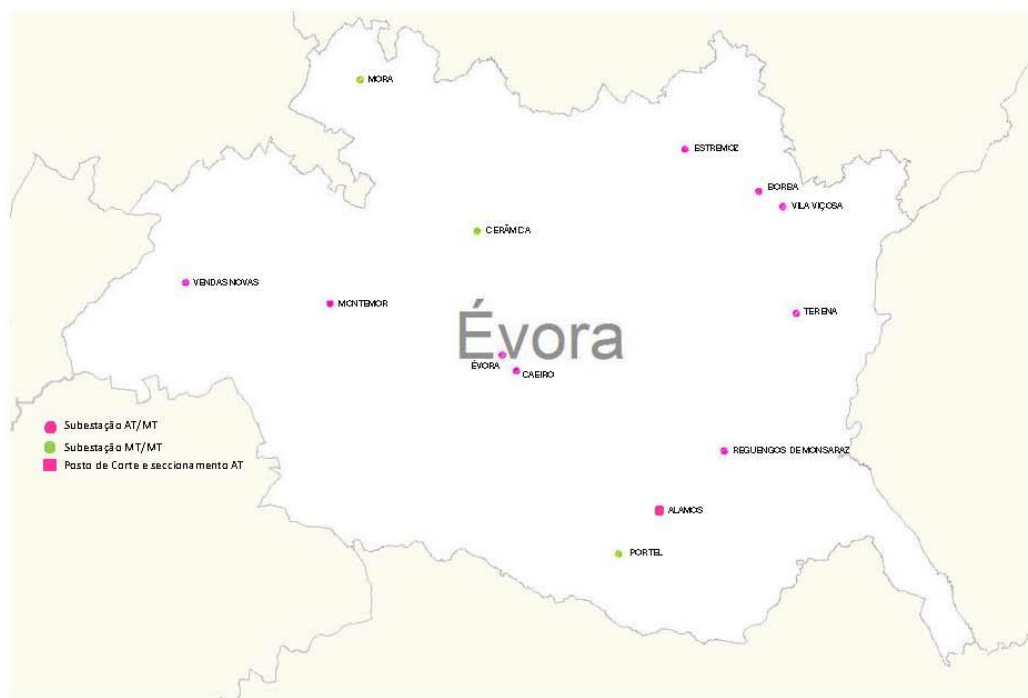 MORA
ESTREMOZ
BORBA
VILA VIÇOSA
CERÂMCA
VENDAS NOVAS
MONTEMOR
TERENA
Évora
ÉVORA
CAEIRO
Subestação AT/MT
Subestação MT/MT
Posto de Corte e seccionamento AT
REGUENGOS DE MONSARAZ
ALAMOS
PORTEL